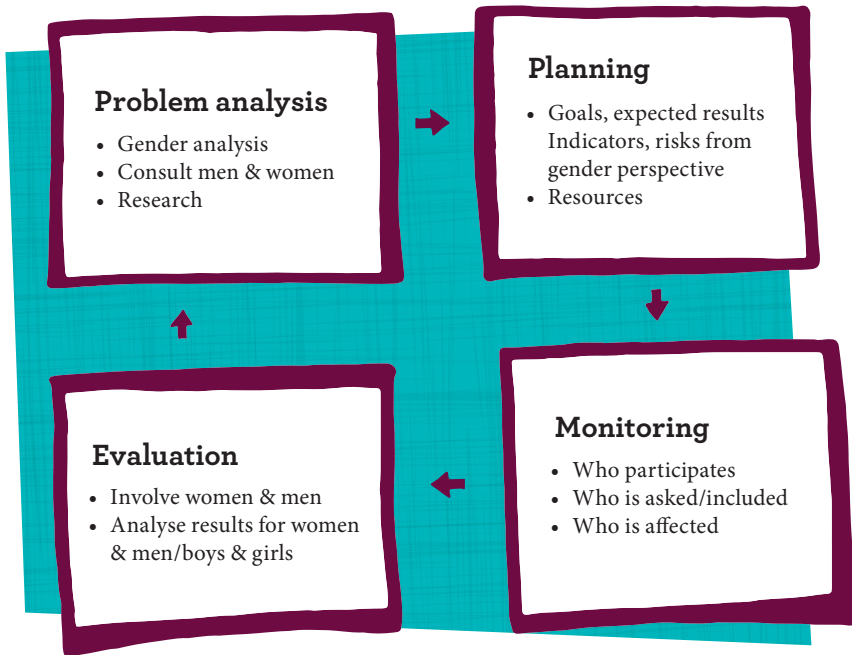 Problem analysis
• Gender analysis
• Consult men & women
• Research
Planning
• Goals, expected results
Indicators, risks from
gender perspective
• Resources
Monitoring
• Who participates
• Who is asked/included
• Who is affected
Evaluation
• Involve women & men
• Analyse results for women
& men/boys & girls